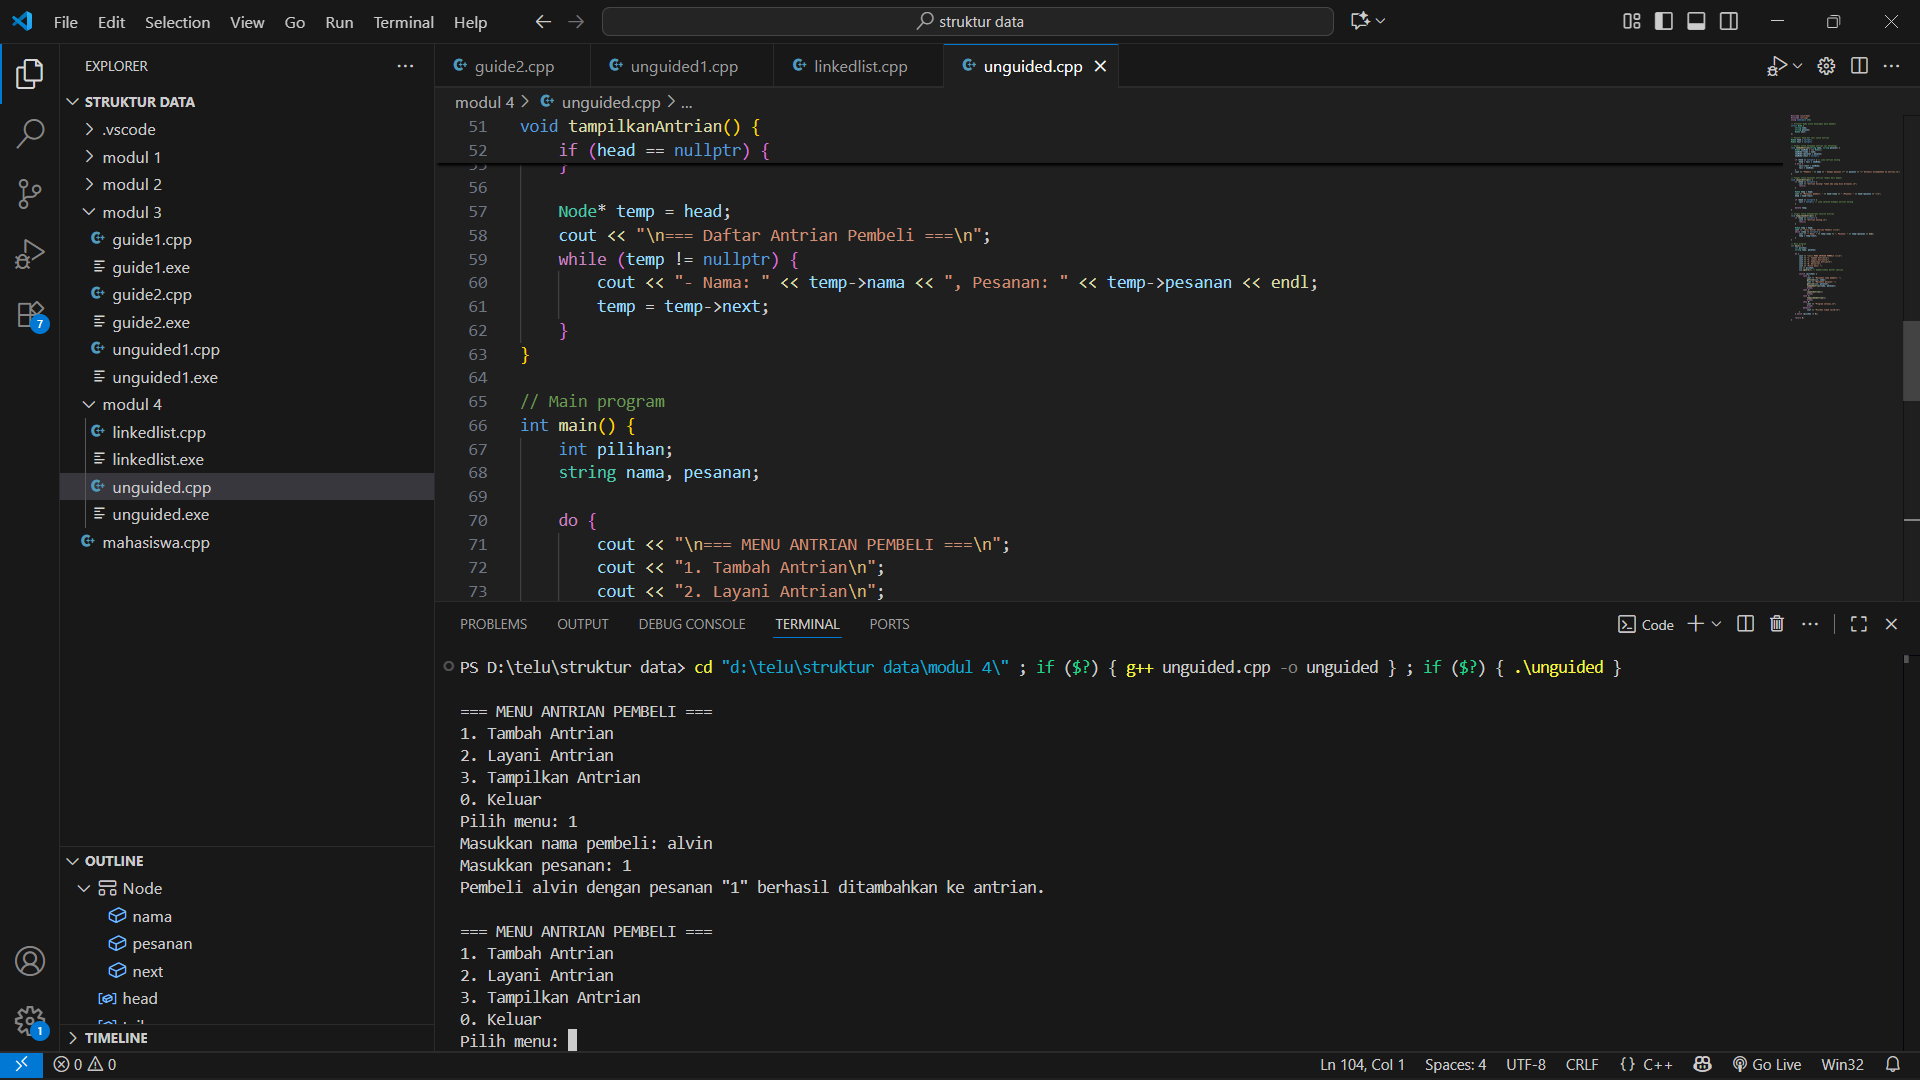 File Edit Selection View Go Run Terminal Help
struktur data
EXPLORER
STRUKTUR DATA
.vscode
modul 1
modul 2
modul 3
guide1.cpp
guide1.exe
guide2.cpp
guide2.exe
unguided1.cpp
unguided1.exe
modul 4
linkedlist.cpp
linkedlist.exe
unguided.cpp
unguided.exe
mahasiswa.cpp
7
OUTLINE
Node
nama
pesanan
next
head
TIMELINE
1
guide2.cpp unguided1.cpp linkedlist.cpp unguided.cpp
modul 4 > unguided.cpp > ...
51 void tampilkanAntrian() {
52 if (head == nullptr) {
55 }
56
57 Node* temp = head;
58 cout << "\n=== Daftar Antrian Pembeli ===\n";
59 while (temp != nullptr) {
60 cout << "- Nama: " << temp->nama << ", Pesanan: " << temp->pesanan << endl;
61 temp = temp->next;
62 }
63 }
64
65 // Main program
66 int main() {
67 int pilihan;
68 string nama, pesanan;
69
70 do {
71 cout << "\n=== MENU ANTRIAN PEMBELI ===\n";
72 cout << "1. Tambah Antrian\n";
73 cout << "2. Layani Antrian\n";
PROBLEMS OUTPUT DEBUG CONSOLE TERMINAL PORTS
Code
PS D:\telu\struktur data> cd "d:\telu\struktur data\modul 4\" ; if ($?) { g++ unguided.cpp -o unguided } ; if ($?) { .\unguided }
=== MENU ANTRIAN PEMBELI ===
1. Tambah Antrian
2. Layani Antrian
3. Tampilkan Antrian
0. Keluar
Pilih menu: 1
Masukkan nama pembeli: alvin
Masukkan pesanan: 1
Pembeli alvin dengan pesanan "1" berhasil ditambahkan ke antrian.
=== MENU ANTRIAN PEMBELI ===
1. Tambah Antrian
2. Layani Antrian
3. Tampilkan Antrian
0. Keluar
Pilih menu:
0 0
Ln 104, Col 1 Spaces: 4 UTF-8 CRLF {} C++ Go Live Win32